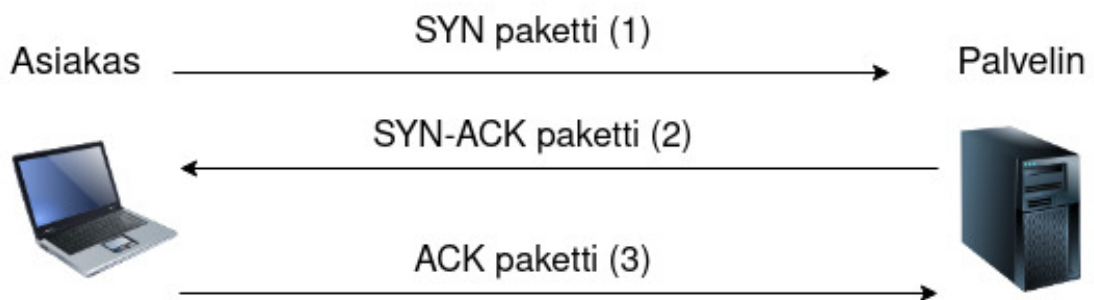 SYN paketti (1)
Asiakas
Palvelin
SYN-ACK paketti (2)
ACK paketti (3)